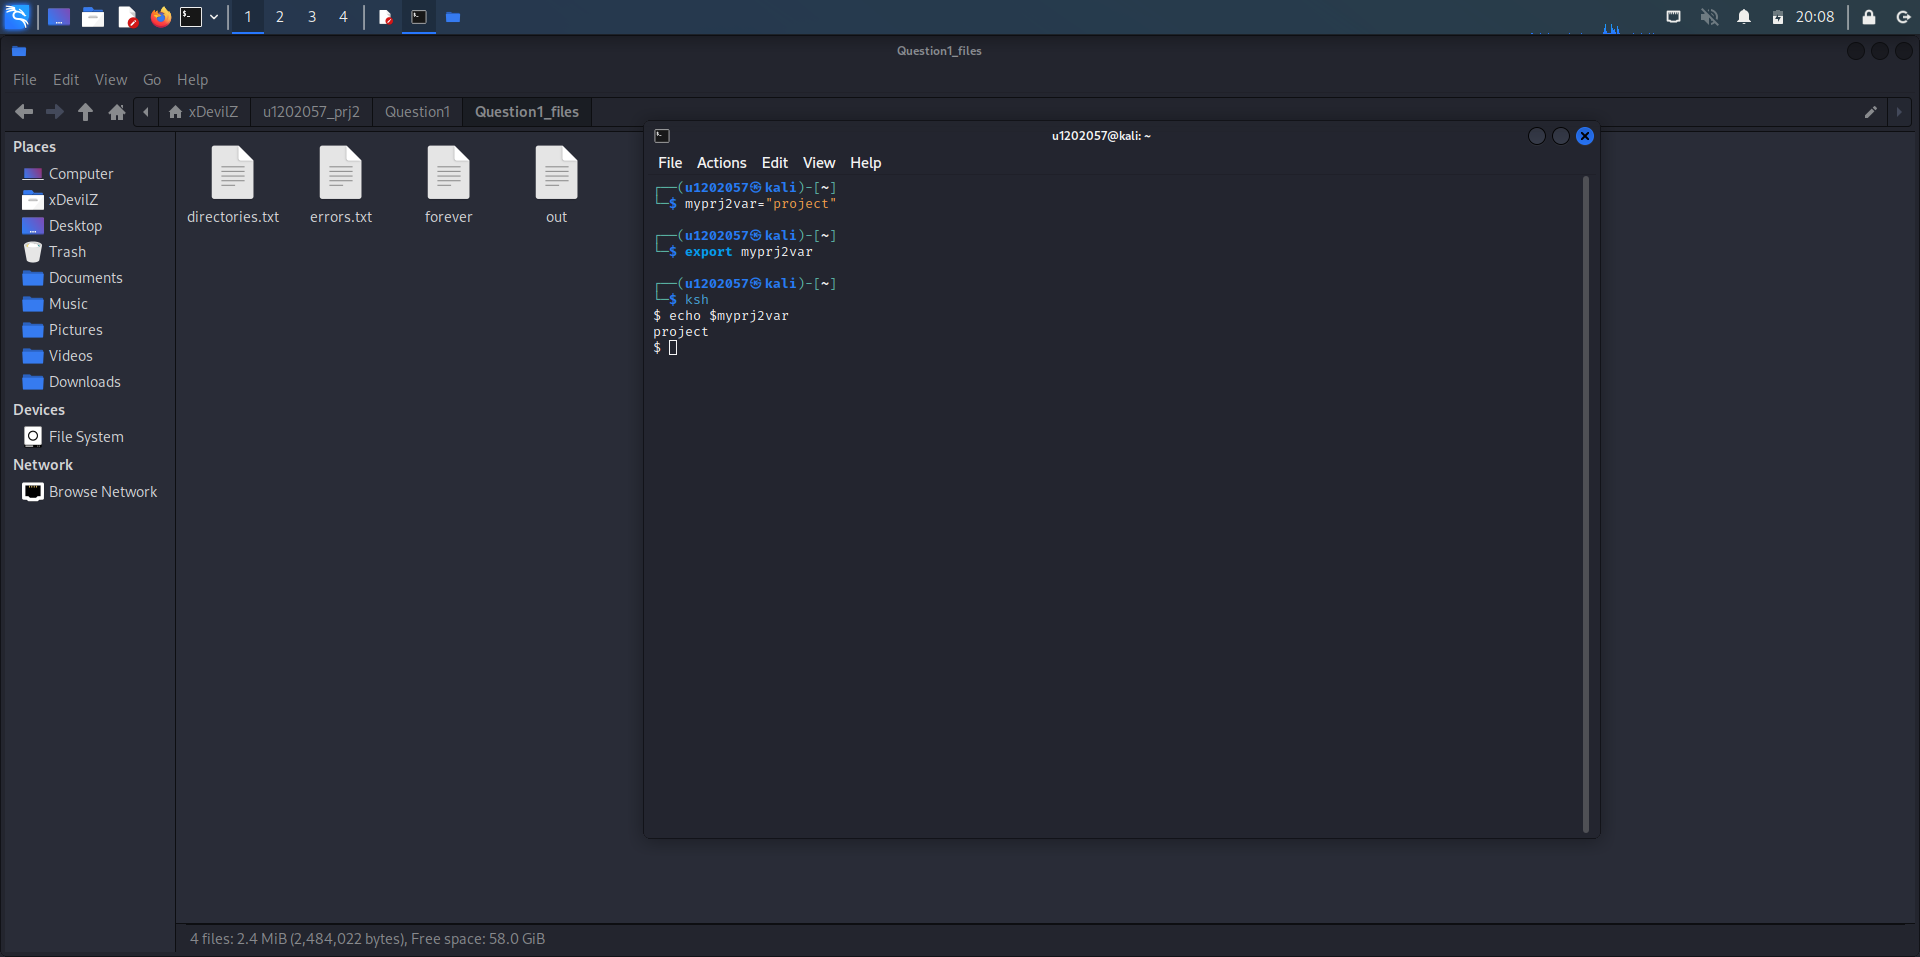 1 2 3 4 20:08
Question1_files
File Edit View Go Help
xDevilZ u1202057_prj2 Question1 Question1_files
Places
Computer
xDevilZ
Desktop
Trash
Documents
Music
Pictures
Videos
Downloads
Devices
File System
Network
Browse Network
directories.txt errors.txt forever out
4 files: 2.4 MiB (2,484,022 bytes), Free space: 58.0 GiB
u1202057@kali: ~
File Actions Edit View Help
┌──(u1202057㉿kali)-[~]
└─$ myprj2var="project"
┌──(u1202057㉿kali)-[~]
└─$ export myprj2var
┌──(u1202057㉿kali)-[~]
└─$ ksh
$ echo $myprj2var
project
$